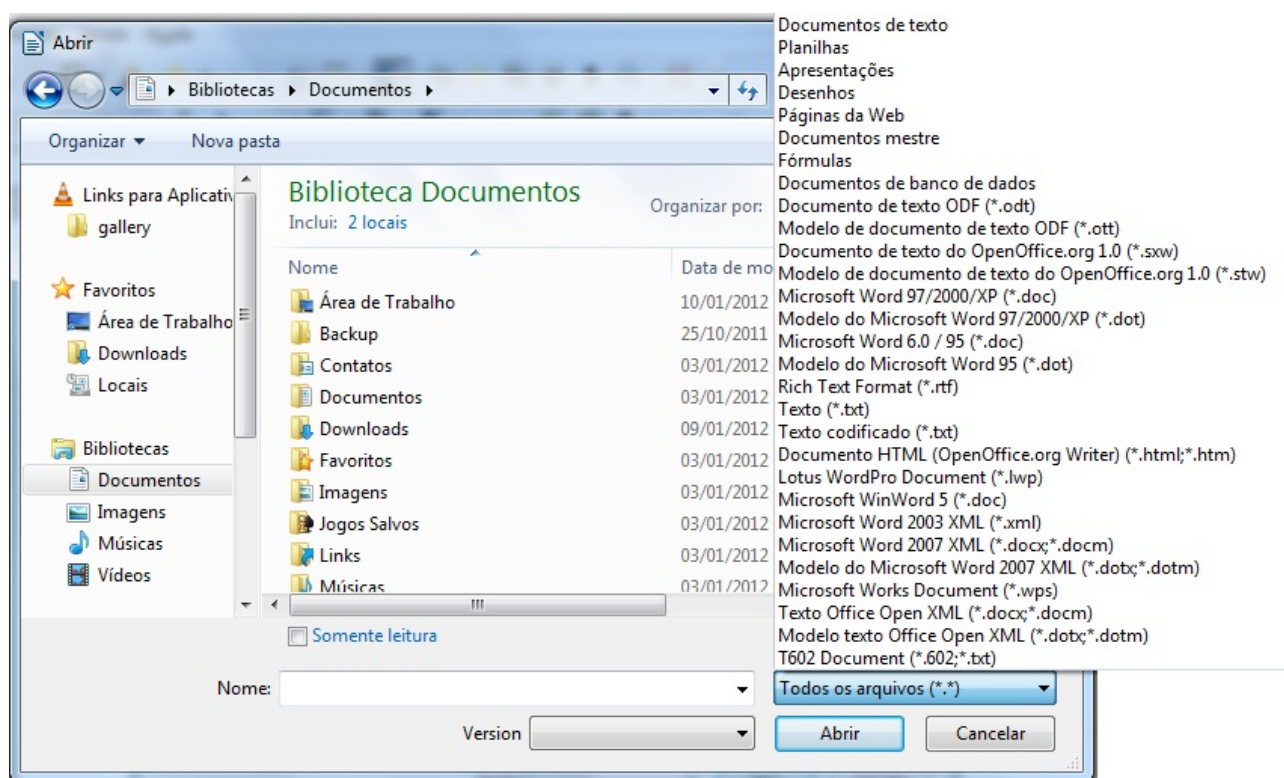 Abrir
Bibliotecas Documentos
Organizar Nova pasta
Links para Aplicativ
gallery
Favoritos
Área de Trabalho
Downloads
Locais
Bibliotecas
Documentos
Imagens
Músicas
Vídeos
Biblioteca Documentos
Inclui: 2 locais
Organizar por:
Nome Data de mo
Área de Trabalho 10/01/2012
Backup 25/10/2011
Contatos 03/01/2012
Documentos 03/01/2012
Downloads 09/01/2012
Favoritos 03/01/2012
Imagens 03/01/2012
Jogos Salvos 03/01/2012
Links 03/01/2012
Músicas 03/01/2012
Somente leitura
Nome:
Version
Documentos de texto
Planilhas
Apresentações
Desenhos
Páginas da Web
Documentos mestre
Fórmulas
Documentos de banco de dados
Documento de texto ODF (*.odt)
Modelo de documento de texto ODF (*.ott)
Documento de texto do OpenOffice.org 1.0 (*.sxw)
Modelo de documento de texto do OpenOffice.org 1.0 (*.stw)
Microsoft Word 97/2000/XP (*.doc)
Modelo do Microsoft Word 97/2000/XP (*.dot)
Microsoft Word 6.0 / 95 (*.doc)
Modelo do Microsoft Word 95 (*.dot)
Rich Text Format (*.rtf)
Texto (*.txt)
Texto codificado (*.txt)
Documento HTML (OpenOffice.org Writer) (*.html;*.htm)
Lotus WordPro Document (*.lwp)
Microsoft WinWord 5 (*.doc)
Microsoft Word 2003 XML (*.xml)
Microsoft Word 2007 XML (*.docx;*.docm)
Modelo do Microsoft Word 2007 XML (*.dotx;*.dotm)
Microsoft Works Document (*.wps)
Texto Office Open XML (*.docx;*.docm)
Modelo texto Office Open XML (*.dotx;*.dotm)
T602 Document (*.602;*.txt)
Todos os arquivos (*.*)
Abrir Cancelar